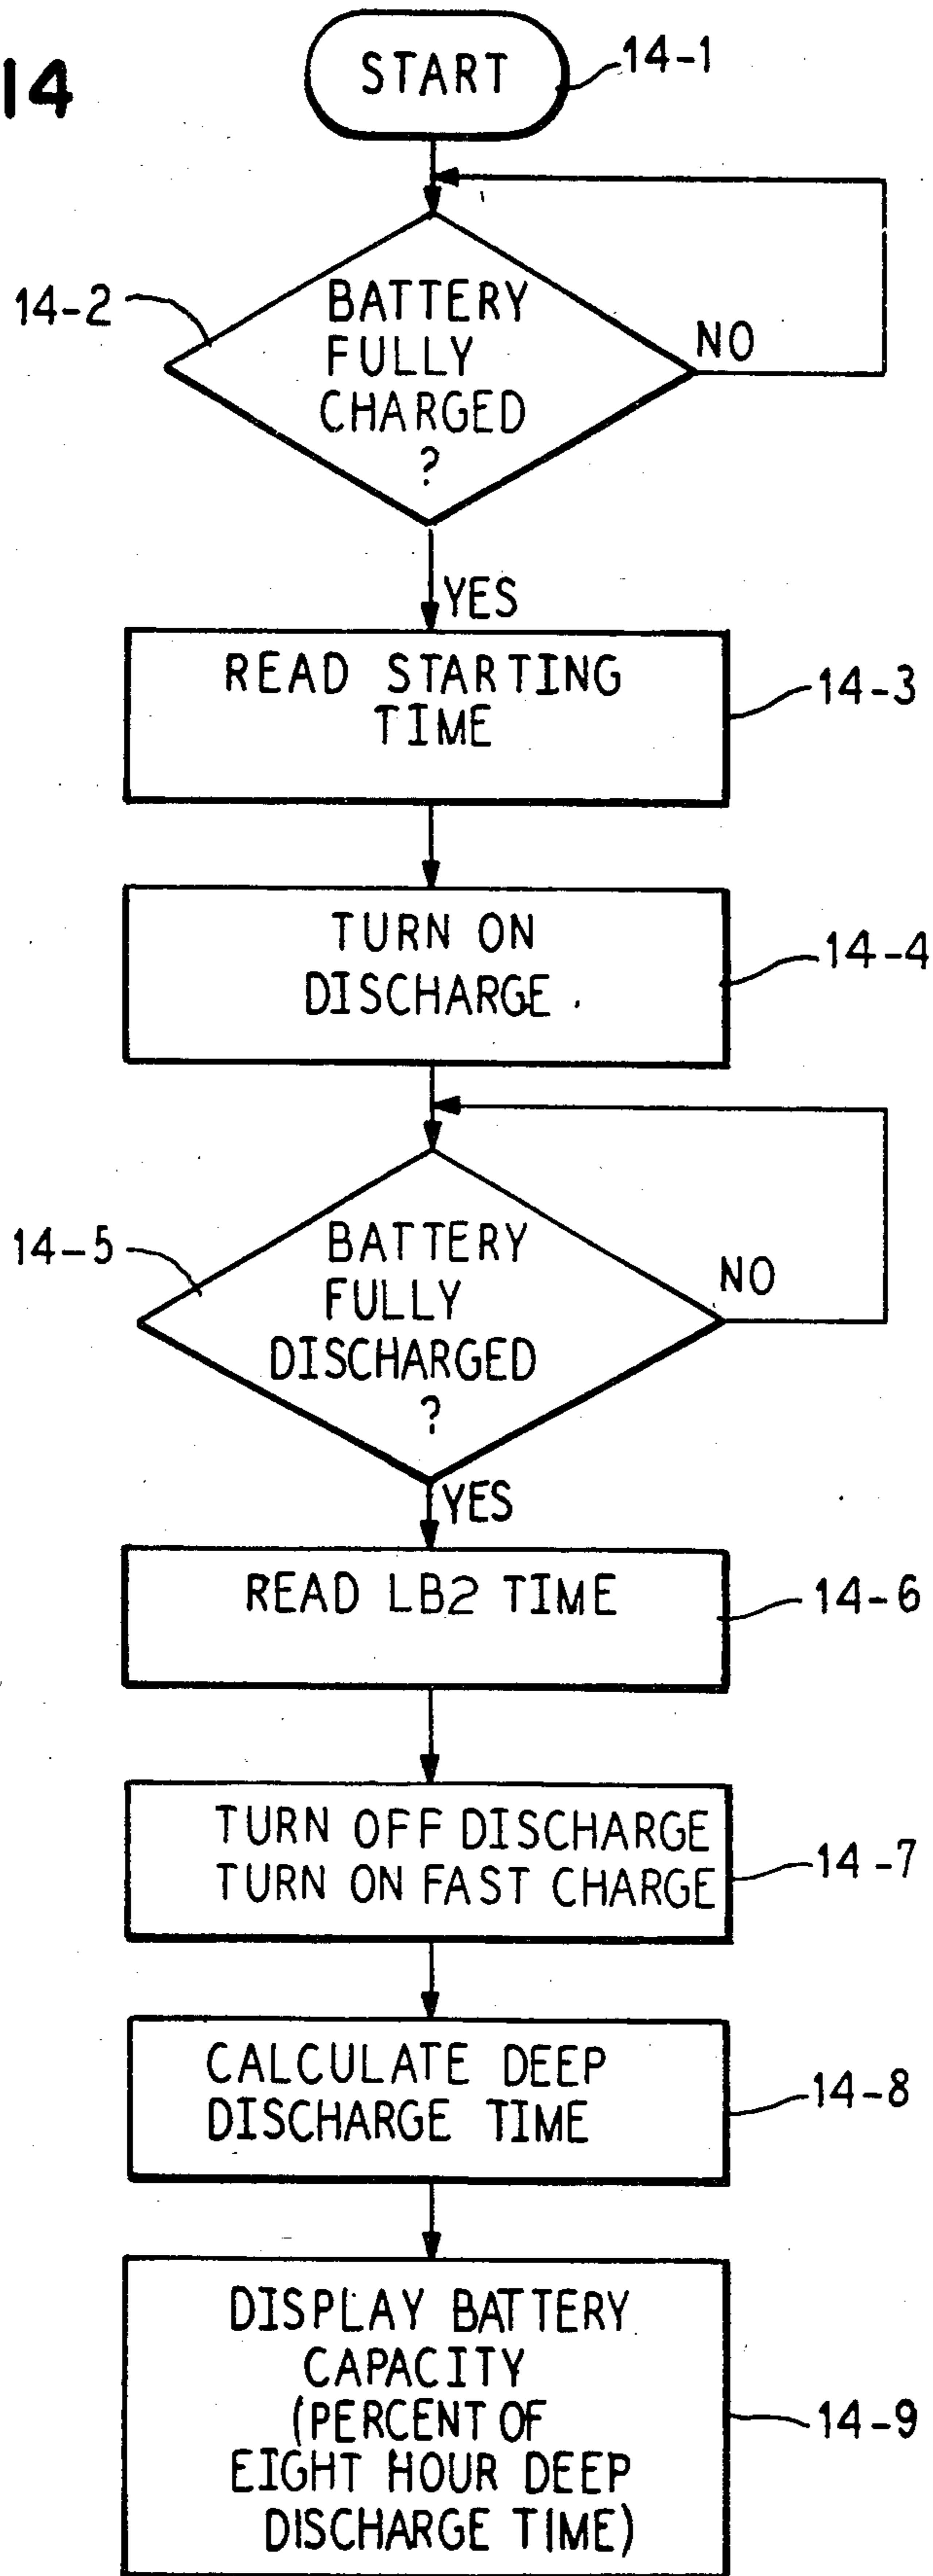 14
START
14-1
14-2
BATTERY
FULLY
CHARGED
?
NO
YES
READ STARTING
TIME
14-3
TURN ON
DISCHARGE
14-4
14-5
BATTERY
FULLY
DISCHARGED
?
NO
YES
READ LB2 TIME
14-6
TURN OFF DISCHARGE
TURN ON FAST CHARGE
14-7
CALCULATE DEEP
DISCHARGE TIME
14-8
DISPLAY BATTERY
CAPACITY
(PERCENT OF
EIGHT HOUR DEEP
DISCHARGE TIME)
14-9